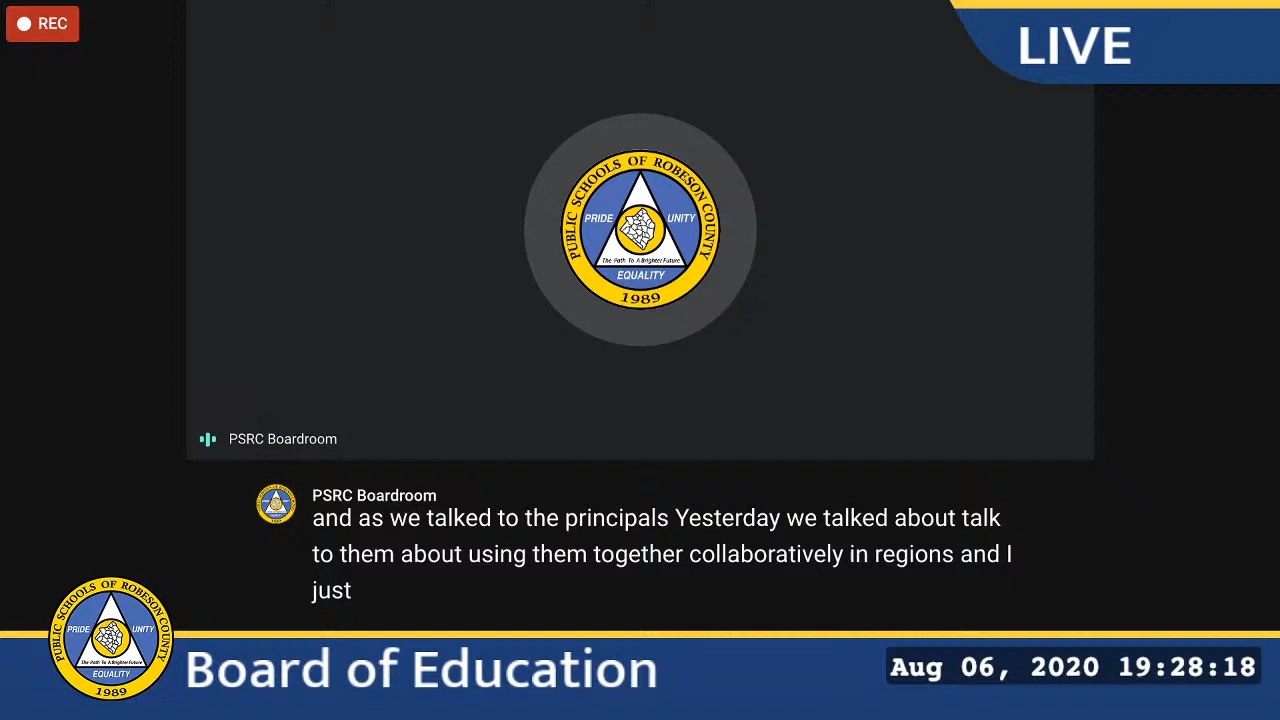 REC
LIVE
PUBLIC SCHOOLS OF ROBESON COUNTY
PRIDE
UNITY
The Path To A Brighter Future
EQUALITY
1989
PSRC Boardroom
PSRC Boardroom
and as we talked to the principals Yesterday we talked about talk
to them about using them together collaboratively in regions and I
just
PUBLIC SCHOOLS OF ROBESON COUNTY
PRIDE
UNITY
The Path To A Brighter Future
EQUALITY
1989
Board of Education
Aug 06, 2020 19:28:18